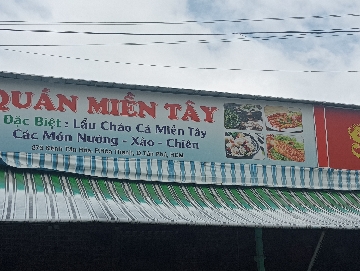 QUÁN MIỀN TÂY
Đặc Biệt : Lẩu Cháo Cá Miền Tây
Các Món Nướng - Xào - Chiên